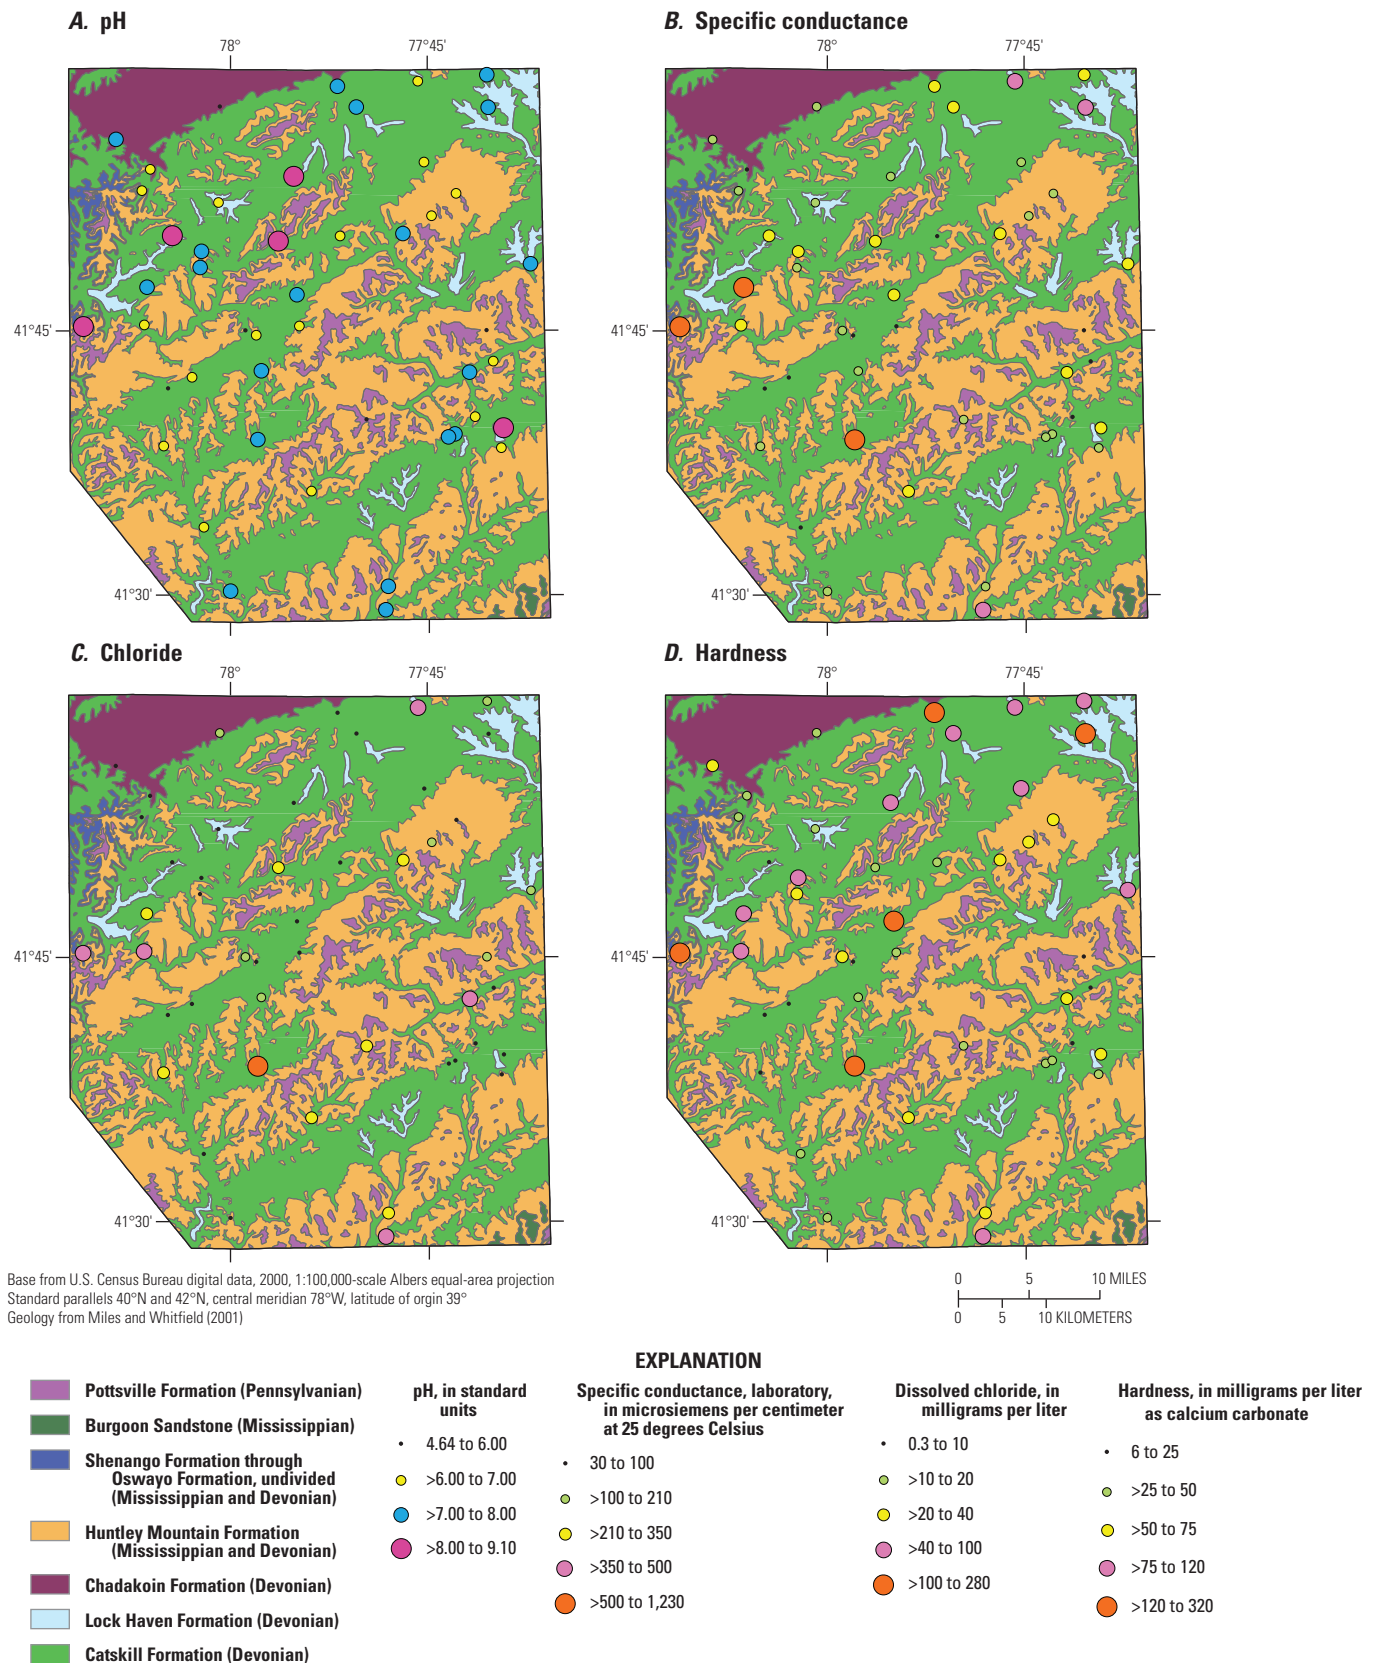 A. pH
78°
77°45'
41°45'
41°30'
B. Specific conductance
78°
77°45'
41°45'
41°30'
C. Chloride
78°
77°45'
41°45'
41°30'
D. Hardness
78°
77°45'
41°45'
41°30'
Base from U.S. Census Bureau digital data, 2000, 1:100,000-scale Albers equal-area projection
Standard parallels 40°N and 42°N, central meridian 78°W, latitude of orgin 39°
Geology from Miles and Whitfield (2001)
0 5 10 MILES
0 5 10 KILOMETERS
EXPLANATION
Pottsville Formation (Pennsylvanian)
Burgoon Sandstone (Mississippian)
Shenango Formation through
Oswayo Formation, undivided
(Mississippian and Devonian)
Huntley Mountain Formation
(Mississippian and Devonian)
Chadakoin Formation (Devonian)
Lock Haven Formation (Devonian)
Catskill Formation (Devonian)
pH, in standard
units
4.64 to 6.00
>6.00 to 7.00
>7.00 to 8.00
>8.00 to 9.10
Specific conductance, laboratory,
in microsiemens per centimeter
at 25 degrees Celsius
30 to 100
>100 to 210
>210 to 350
>350 to 500
>500 to 1,230
Dissolved chloride, in
milligrams per liter
0.3 to 10
>10 to 20
>20 to 40
>40 to 100
>100 to 280
Hardness, in milligrams per liter
as calcium carbonate
6 to 25
>25 to 50
>50 to 75
>75 to 120
>120 to 320